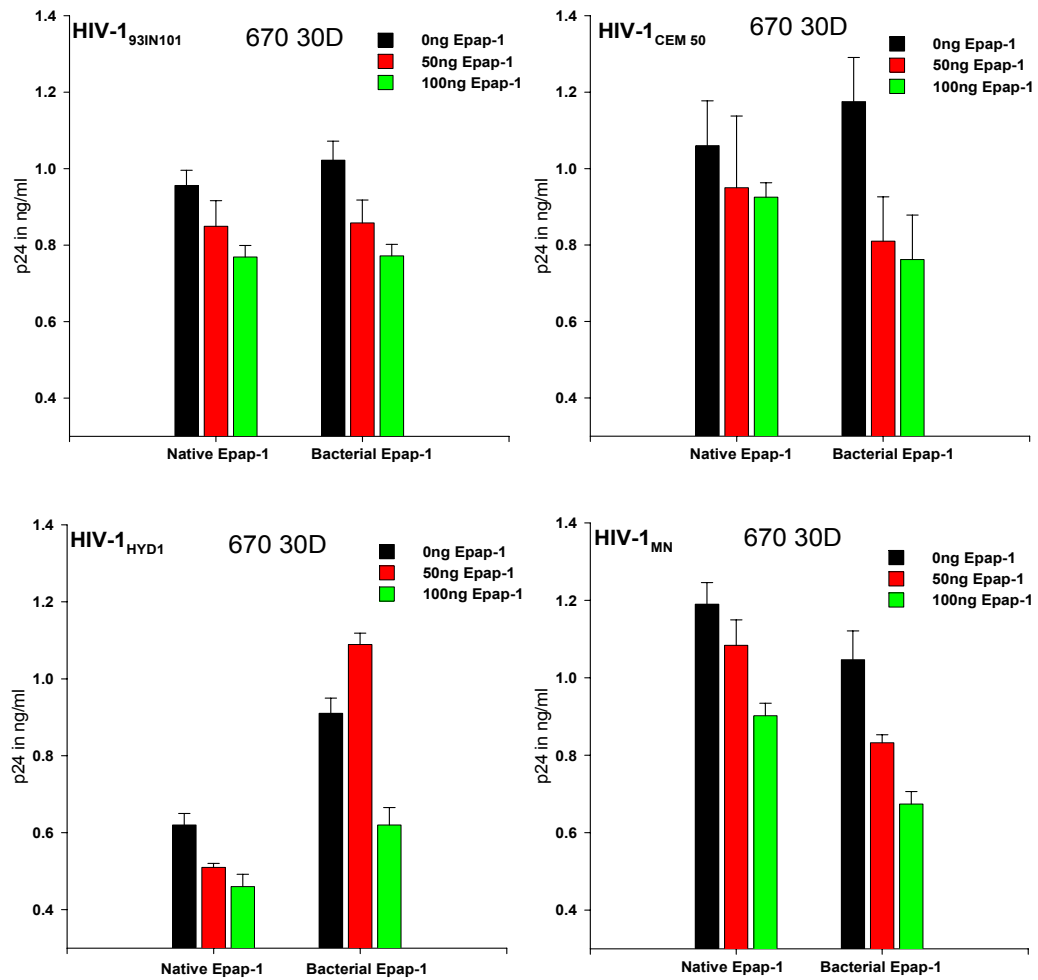 HIV-193IN101 670 30D
0ng Epap-1
50ng Epap-1
100ng Epap-1
p24 in ng/ml
1.4
1.2
1.0
0.8
0.6
0.4
Native Epap-1 Bacterial Epap-1
HIV-1CEM 50 670 30D
0ng Epap-1
50ng Epap-1
100ng Epap-1
p24 in ng/ml
1.4
1.2
1.0
0.8
0.6
0.4
Native Epap-1 Bacterial Epap-1
HIV-1HYD1 670 30D
0ng Epap-1
50ng Epap-1
100ng Epap-1
p24 in ng/ml
1.4
1.2
1.0
0.8
0.6
0.4
Native Epap-1 Bacterial Epap-1
HIV-1MN 670 30D
0ng Epap-1
50ng Epap-1
100ng Epap-1
p24 in ng/ml
1.4
1.2
1.0
0.8
0.6
0.4
Native Epap-1 Bacterial Epap-1